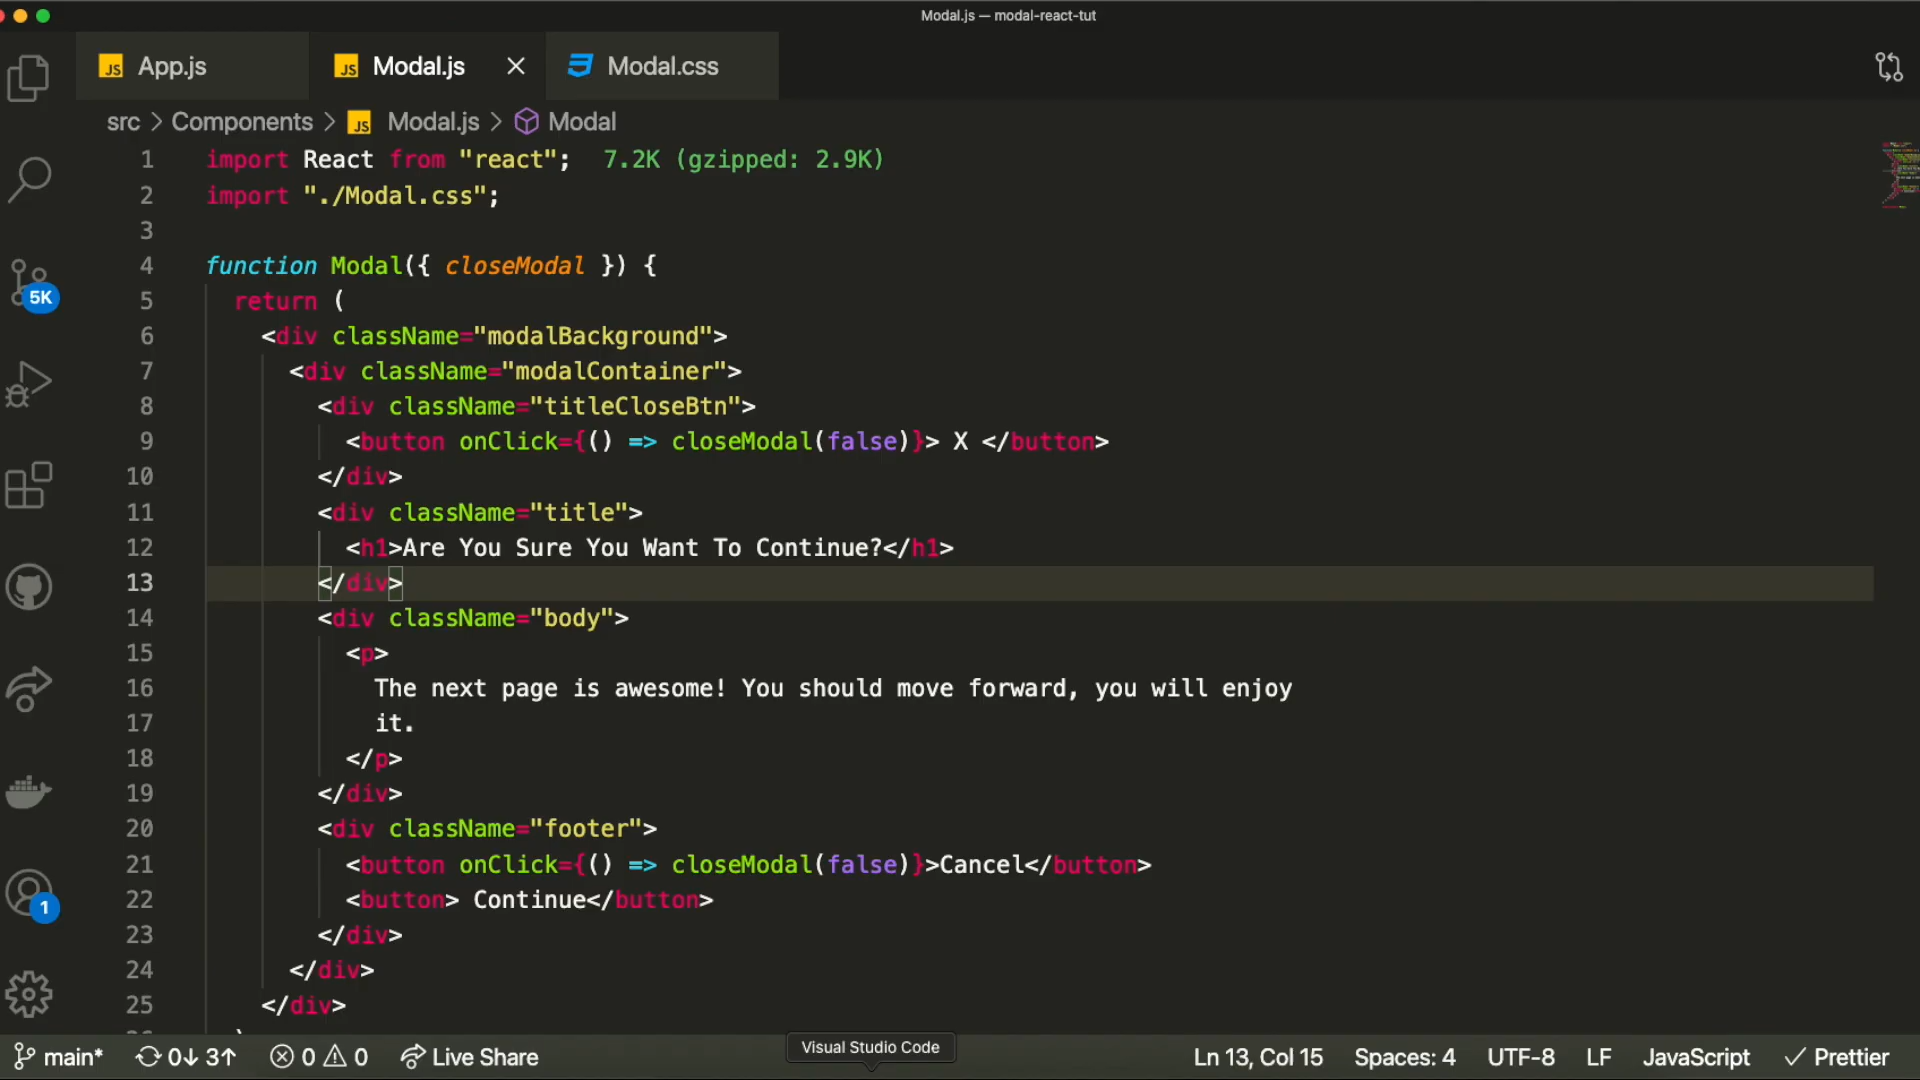 Modal.js — modal-react-tut
JS App.js
JS Modal.js
Modal.css
src > Components > JS Modal.js > Modal
1 import React from "react"; 7.2K (gzipped: 2.9K)
2 import "./Modal.css";
3
4 function Modal({ closeModal }) {
5 return (
6 <div className="modalBackground">
7 <div className="modalContainer">
8 <div className="titleCloseBtn">
9 <button onClick={() => closeModal(false)}> X </button>
10 </div>
11 <div className="title">
12 <h1>Are You Sure You Want To Continue?</h1>
13 </div>
14 <div className="body">
15 <p>
16 The next page is awesome! You should move forward, you will enjoy
17 it.
18 </p>
19 </div>
20 <div className="footer">
21 <button onClick={() => closeModal(false)}>Cancel</button>
22 <button> Continue</button>
23 </div>
24 </div>
25 </div>
5K
1
main* 0↓ 3↑ 0 0 Live Share
Visual Studio Code
Ln 13, Col 15 Spaces: 4 UTF-8 LF JavaScript ✓ Prettier